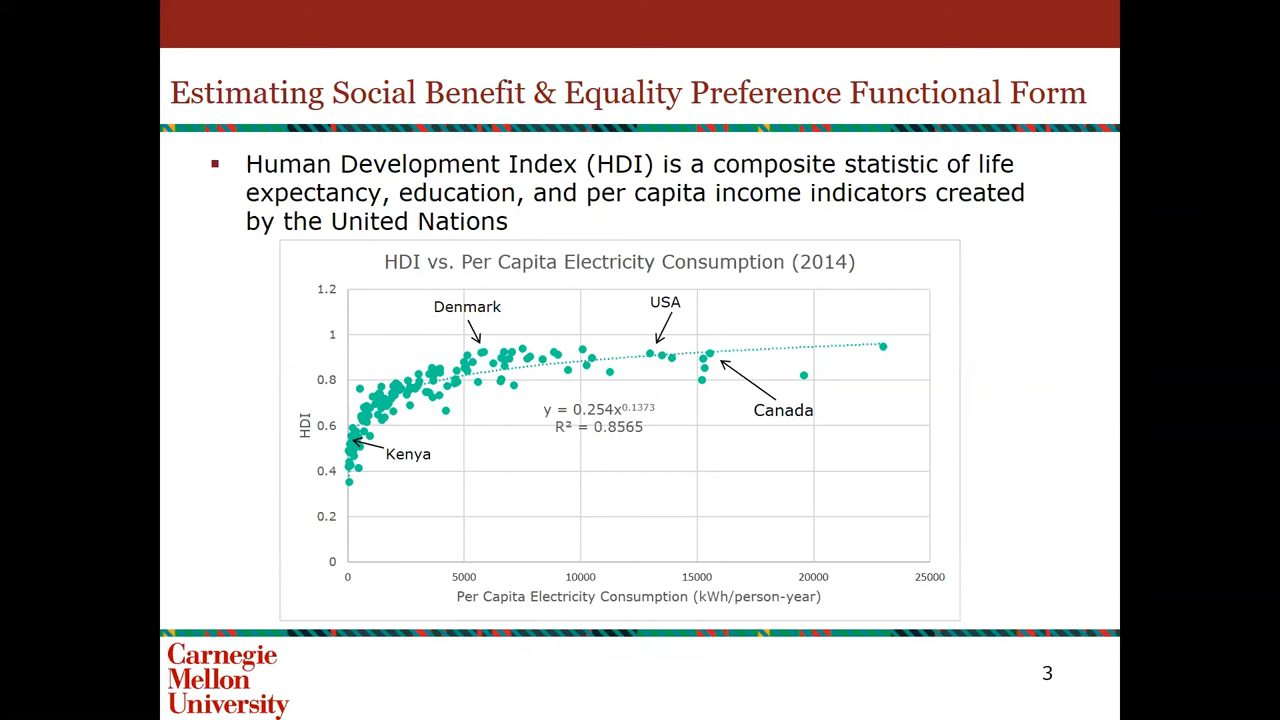 Estimating Social Benefit & Equality Preference Functional Form
▪ Human Development Index (HDI) is a composite statistic of life
expectancy, education, and per capita income indicators created
by the United Nations
HDI vs. Per Capita Electricity Consumption (2014)
1.2
1
0.8
0.6
0.4
0.2
0
HDI
Denmark
USA
Canada
Kenya
y = 0.254x^0.1373
R² = 0.8565
0 5000 10000 15000 20000 25000
Per Capita Electricity Consumption (kWh/person-year)
Carnegie
Mellon
University
3